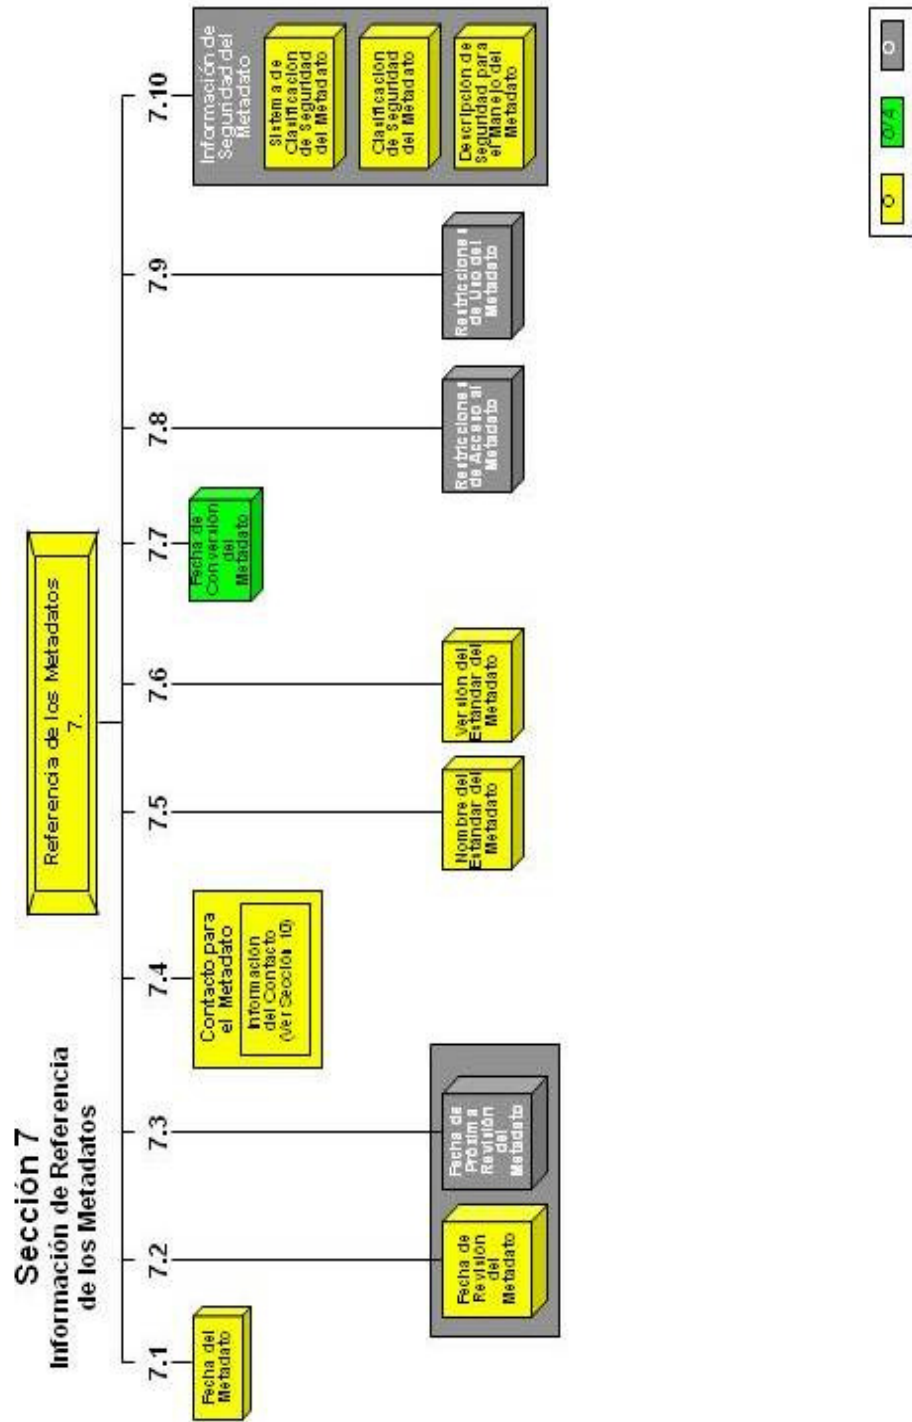 Sección 7
Información de Referencia
de los Metadatos
Referencia de los Metadatos
7.
7.1
7.2
7.3
7.4
7.5
7.6
7.7
7.8
7.9
7.10
Fecha del
Metadato
Fecha de
Revisión
del
Metadato
Fecha de
Próxima
Revisión
del
Metadato
Contacto para
el Metadato
Información
del Contacto
(Ver Sección 10)
Nombre del
Estándar del
Metadato
Versión del
Estándar del
Metadato
Fecha de
Conversión
del
Metadato
Restricciones
de Acceso al
Metadato
Restricciones
de Uso del
Metadato
Información de
Seguridad del
Metadato
Sistema de
Clasificación
de Seguridad
del Metadato
Clasificación
de Seguridad
del Metadato
Descripción de
Seguridad para
el Manejo del
Metadato
O
O